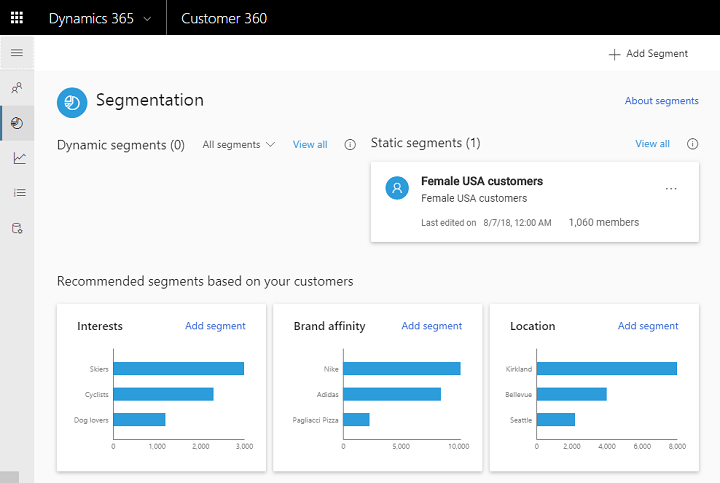 Dynamics 365 Customer 360
Add Segment
Segmentation
About segments
Dynamic segments (0) All segments View all
Static segments (1) View all
Female USA customers
Female USA customers
Last edited on 8/7/18, 12:00 AM 1,060 members
Recommended segments based on your customers
Interests Add segment
Skiers
Cyclists
Dog lovers
0 1,000 2,000 3,000
Brand affinity Add segment
Nike
Adidas
Pagliacci Pizza
0 5,000 10,000
Location Add segment
Kirkland
Bellevue
Seattle
0 2,000 4,000 6,000 8,000